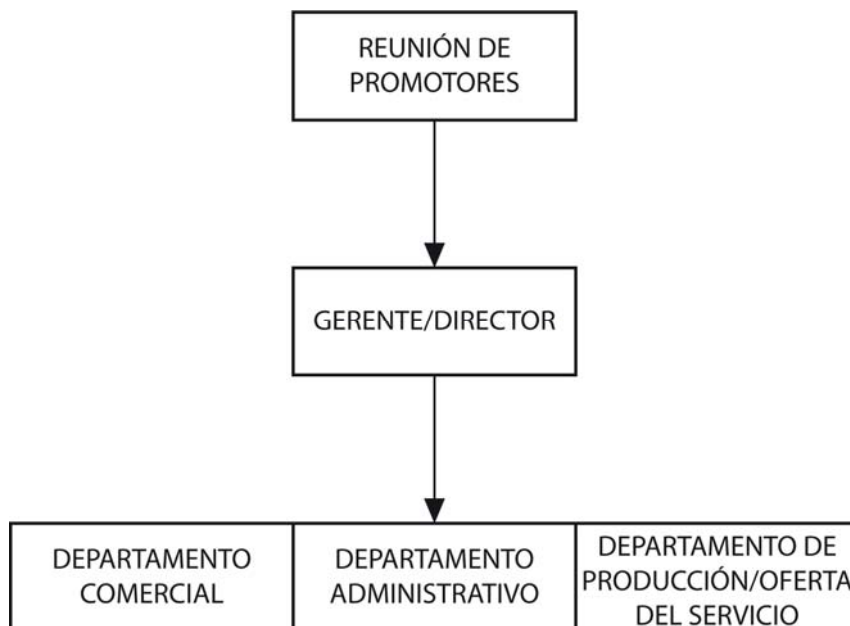 REUNIÓN DE
PROMOTORES
GERENTE/DIRECTOR
DEPARTAMENTO
COMERCIAL
DEPARTAMENTO
ADMINISTRATIVO
DEPARTAMENTO DE
PRODUCCIÓN/OFERTA
DEL SERVICIO